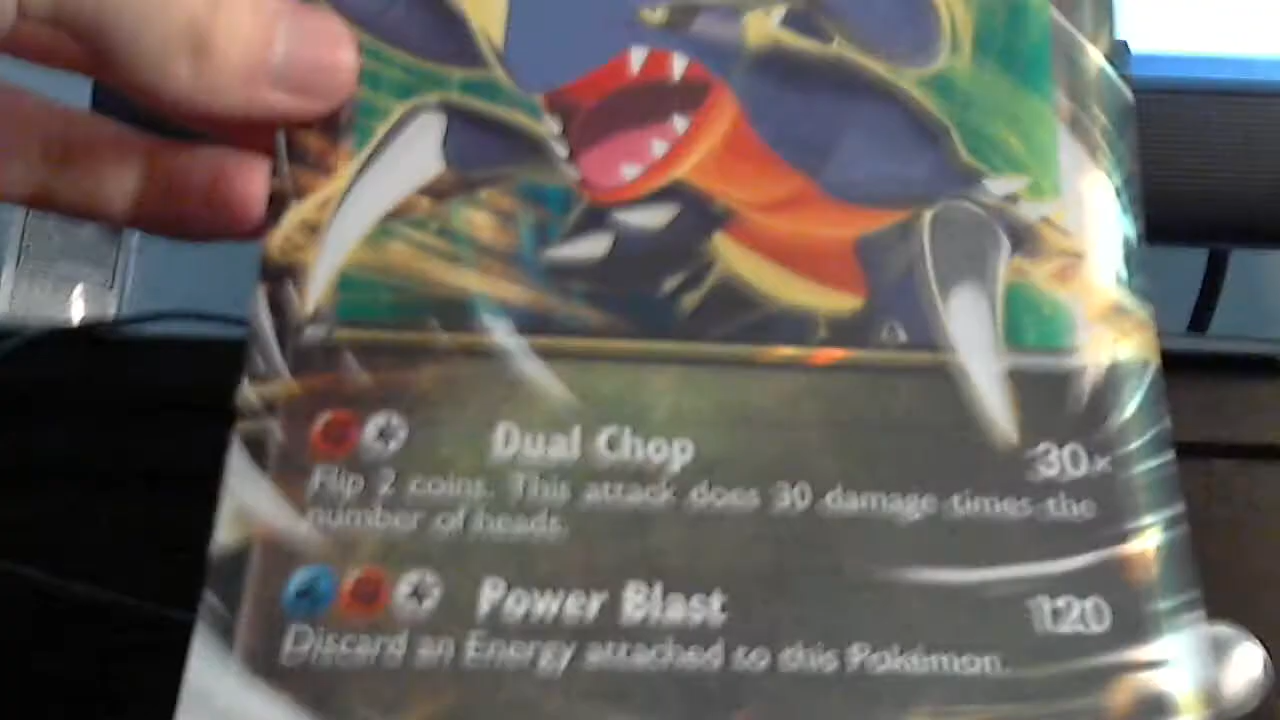 Dual Chop 30×
Flip 2 coins. This attack does 30 damage times the
number of heads.
Power Blast 120
Discard an Energy attached to this Pokémon.